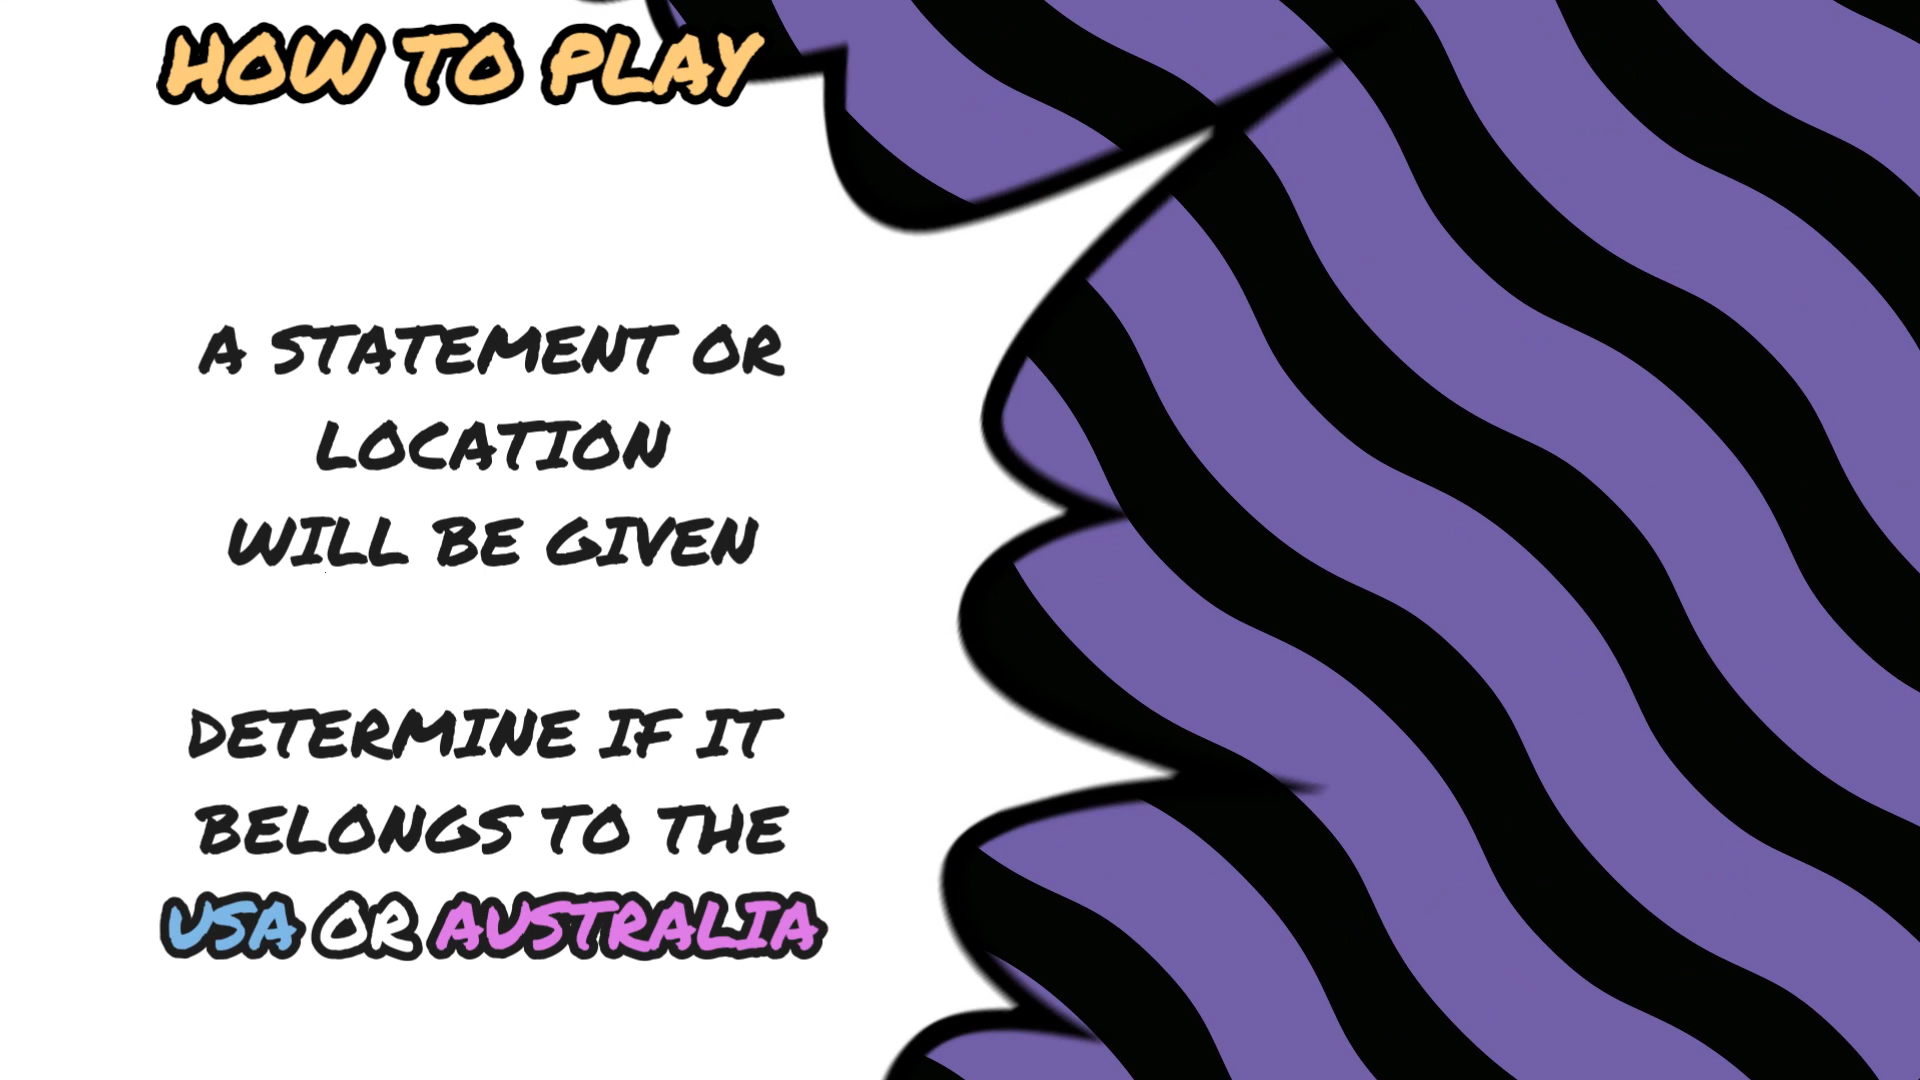 HOW TO PLAY
A STATEMENT OR
LOCATION
WILL BE GIVEN
DETERMINE IF IT
BELONGS TO THE
USA OR AUSTRALIA